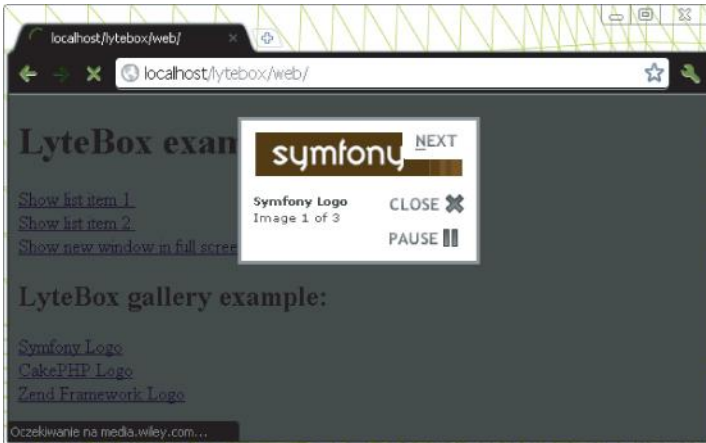 localhost/lytebox/web/
localhost/lytebox/web/
LyteBox exam
Show list item 1
Show list item 2
Show new window in full scree
symfony
NEXT
Symfony Logo
Image 1 of 3
CLOSE
PAUSE
LyteBox gallery example:
Symfony Logo
CakePHP Logo
Zend Framework Logo
Oczekiwanie na media.wiley.com...